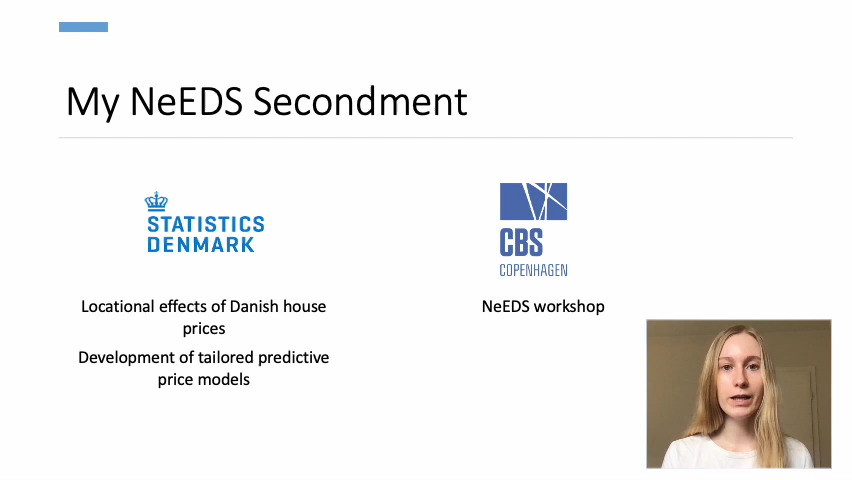 My NeEDS Secondment
STATISTICS
DENMARK
Locational effects of Danish house
prices
Development of tailored predictive
price models
CBS
COPENHAGEN
NeEDS workshop